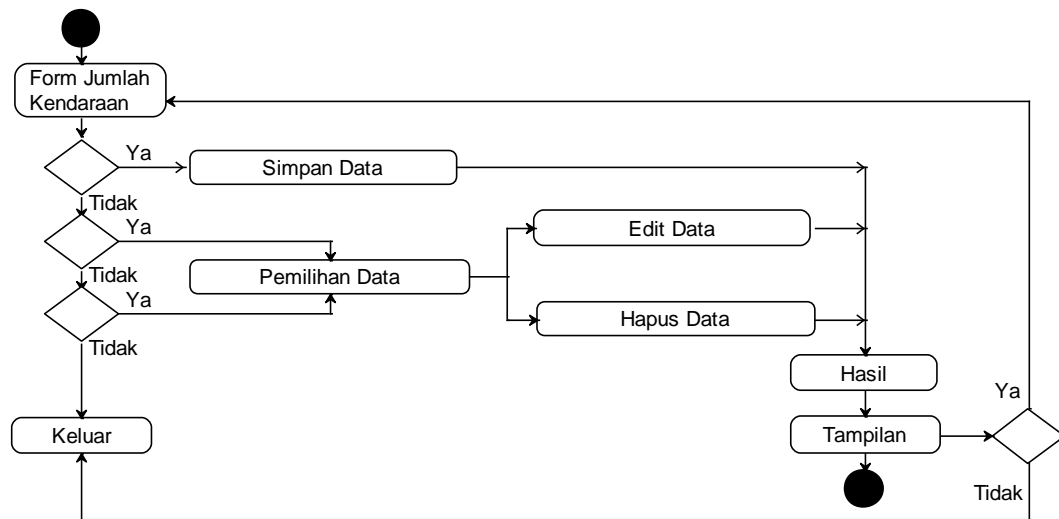 Form Jumlah
Kendaraan
Ya
Simpan Data
Tidak
Ya
Edit Data
Pemilihan Data
Tidak
Ya
Hapus Data
Tidak
Hasil
Ya
Keluar
Tampilan
Tidak